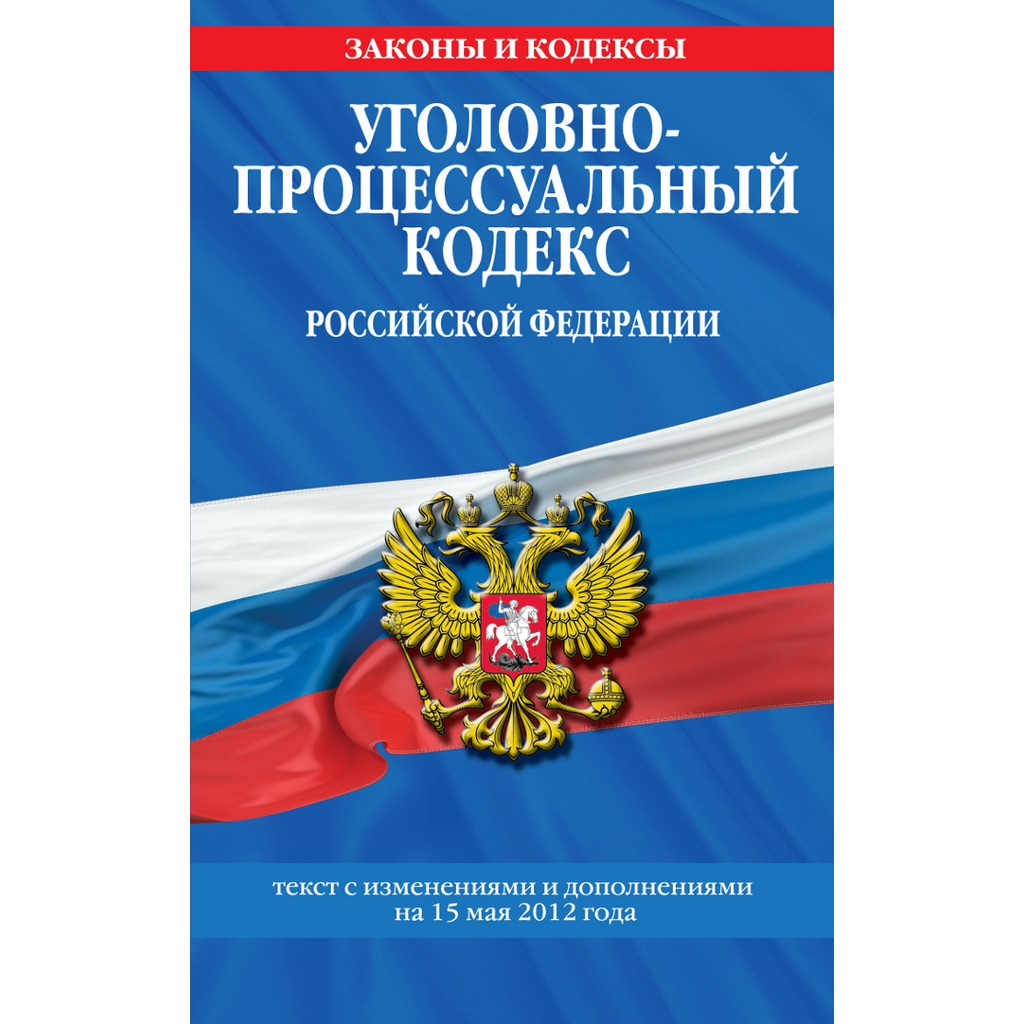 ЗАКОНЫ И КОДЕКСЫ
УГОЛОВНО-
ПРОЦЕССУАЛЬНЫЙ
КОДЕКС
РОССИЙСКОЙ ФЕДЕРАЦИИ
текст с изменениями и дополнениями
на 15 мая 2012 года